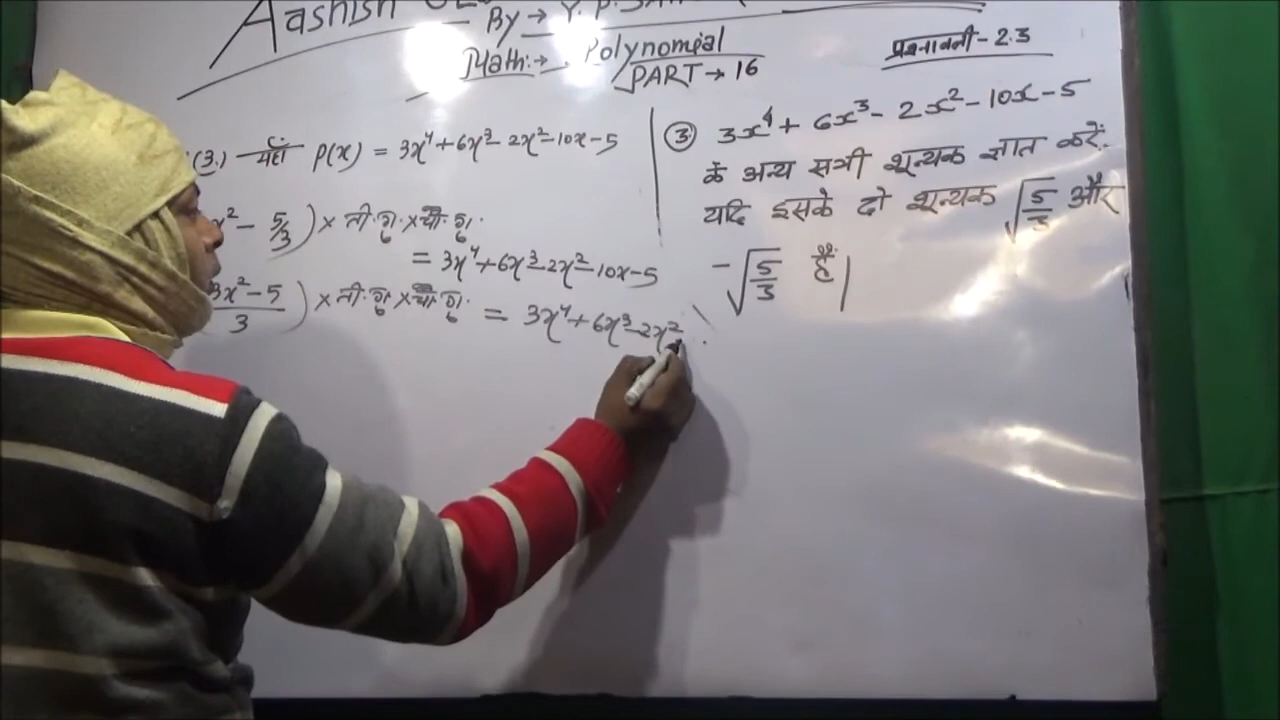 Aashish
By → Y.P.
Math:→ Polynomial
PART → 16
प्रश्नावली - 2.3
(3.) यहाँ P(x) = 3x⁴ + 6x³ - 2x² - 10x - 5
x² - 5/3) × ती. गु. × चौ. गु.
= 3x⁴ + 6x³ - 2x² - 10x - 5
3x² - 5/3) × ती. गु. × चौ. गु. = 3x⁴ + 6x³ - 2x²
③ 3x⁴ + 6x³ - 2x² - 10x - 5
के अन्य सभी शून्यक ज्ञात करें.
यदि इसके दो शून्यक √5/3 और
- √5/3 हैं|